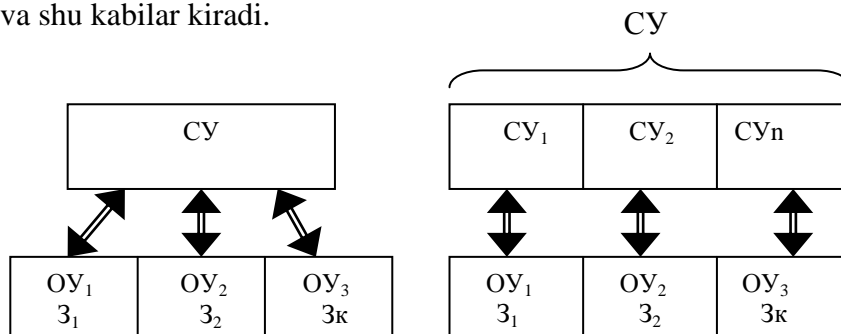 va shu kabilar kiradi.
СУ
СУ
СУ₁ СУ₂ СУn
ОУ₁ ОУ₂ ОУ₃
З₁ З₂ Зк
ОУ₁ ОУ₂ ОУ₃
З₁ З₂ Зк